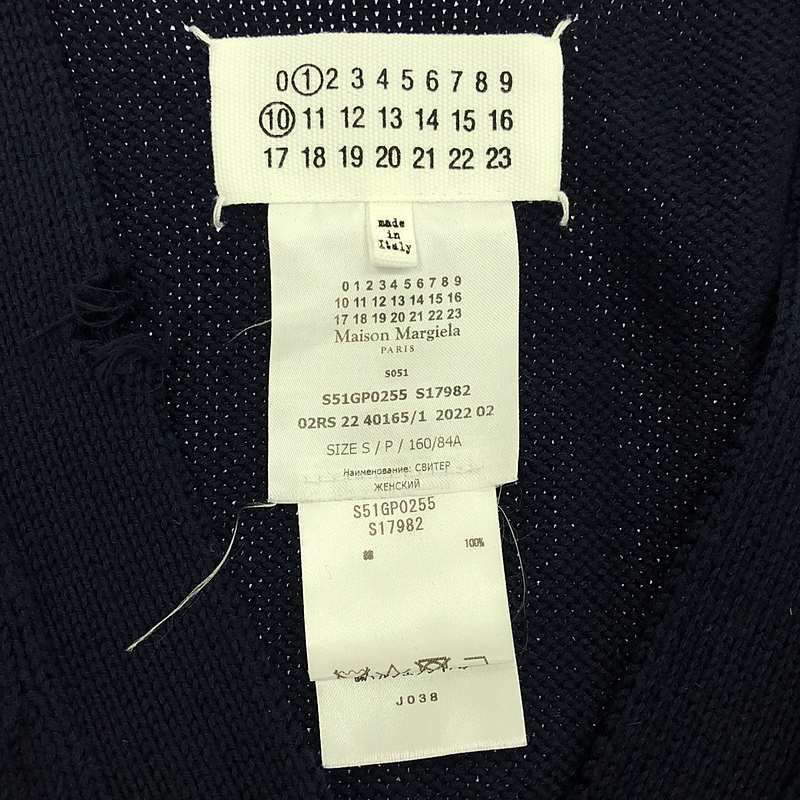 0 1 2 3 4 5 6 7 8 9
10 11 12 13 14 15 16
17 18 19 20 21 22 23
made
in
Italy
0 1 2 3 4 5 6 7 8 9
10 11 12 13 14 15 16
17 18 19 20 21 22 23
Maison Margiela
PARIS
S051
S51GP0255 S17982
02RS 22 40165/1 2022 02
SIZE S / P / 160/84A
Наименование: СВИТЕР
ЖЕНСКИЙ
S51GP0255
S17982
100%
J038